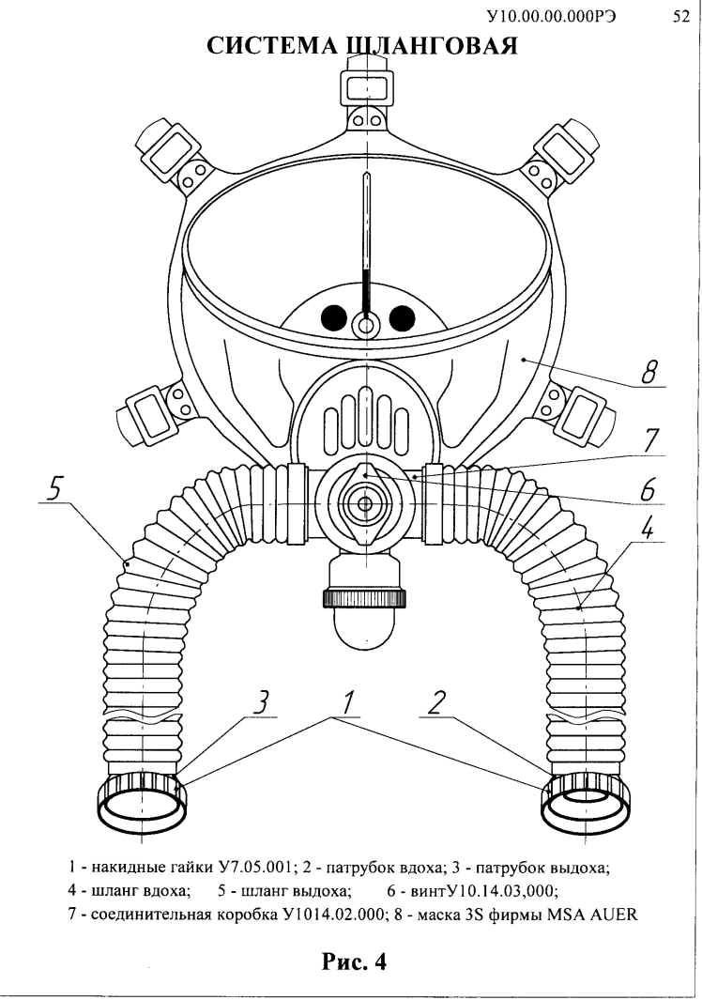 У10.00.00.000РЭ 52
СИСТЕМА ШЛАНГОВАЯ
8
7
6
5
4
3 1 2
1 - накидные гайки У7.05.001; 2 - патрубок вдоха; 3 - патрубок выдоха;
4 - шланг вдоха; 5 - шланг выдоха; 6 - винтУ10.14.03,000;
7 - соединительная коробка У1014.02.000; 8 - маска 3S фирмы MSA AUER
Рис. 4